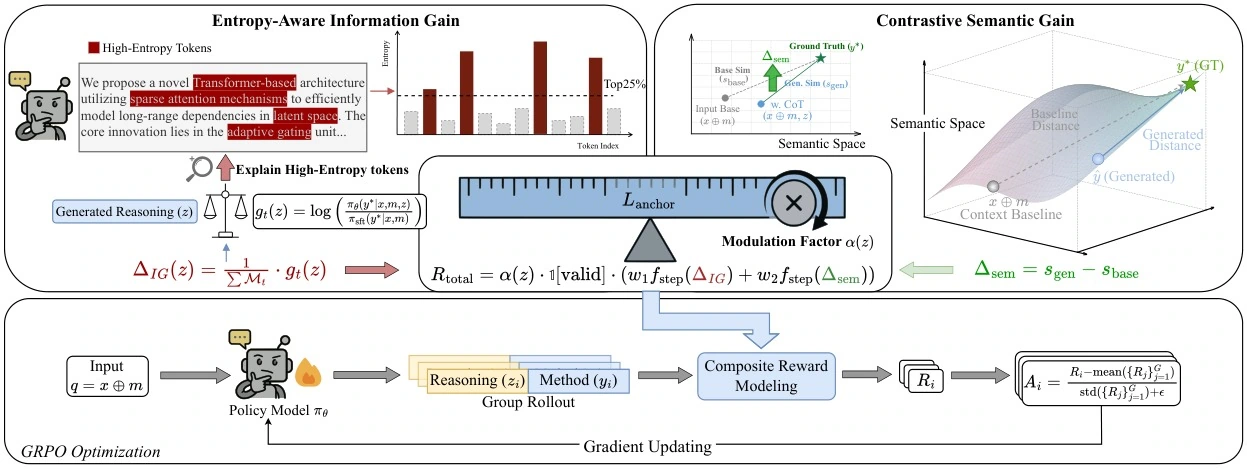 Entropy-Aware Information Gain
High-Entropy Tokens
We propose a novel Transformer-based architecture
utilizing sparse attention mechanisms to efficiently
model long-range dependencies in latent space. The
core innovation lies in the adaptive gating unit...
Entropy
Top25%
Token Index
Explain High-Entropy tokens
Generated Reasoning (z)
g_t(z) = log(π_θ(y*|x,m,z) / π_sft(y*|x,m))
Δ_IG(z) = 1/∑M_t · g_t(z)
Contrastive Semantic Gain
Ground Truth (y*)
Δ_sem
Base Sim
(s_base)
Gen. Sim (s_gen)
Input Base
(x ⊕ m)
w. CoT
(x ⊕ m, z)
Semantic Space
Semantic Space
y* (GT)
Baseline
Distance
Generated
Distance
ŷ (Generated)
x ⊕ m
Context Baseline
Δ_sem = s_gen − s_base
L_anchor
Modulation Factor α(z)
R_total = α(z) · 𝟙[valid] · (w_1 f_step(Δ_IG) + w_2 f_step(Δ_sem))
Input
q = x ⊕ m
Policy Model π_θ
Reasoning (z_i)
Method (y_i)
Group Rollout
Composite Reward
Modeling
R_i
A_i = (R_i − mean({R_j}_{j=1}^G)) / (std({R_j}_{j=1}^G) + ϵ)
Gradient Updating
GRPO Optimization